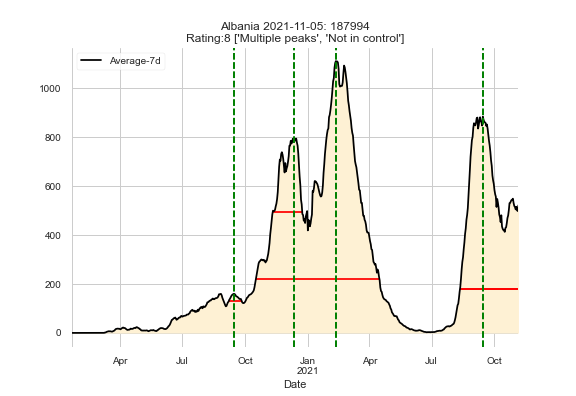 Albania 2021-11-05: 187994
Rating:8 ['Multiple peaks', 'Not in control']
Average-7d
1000
800
600
400
200
0
Apr Jul Oct Jan Apr Jul Oct
2021
Date